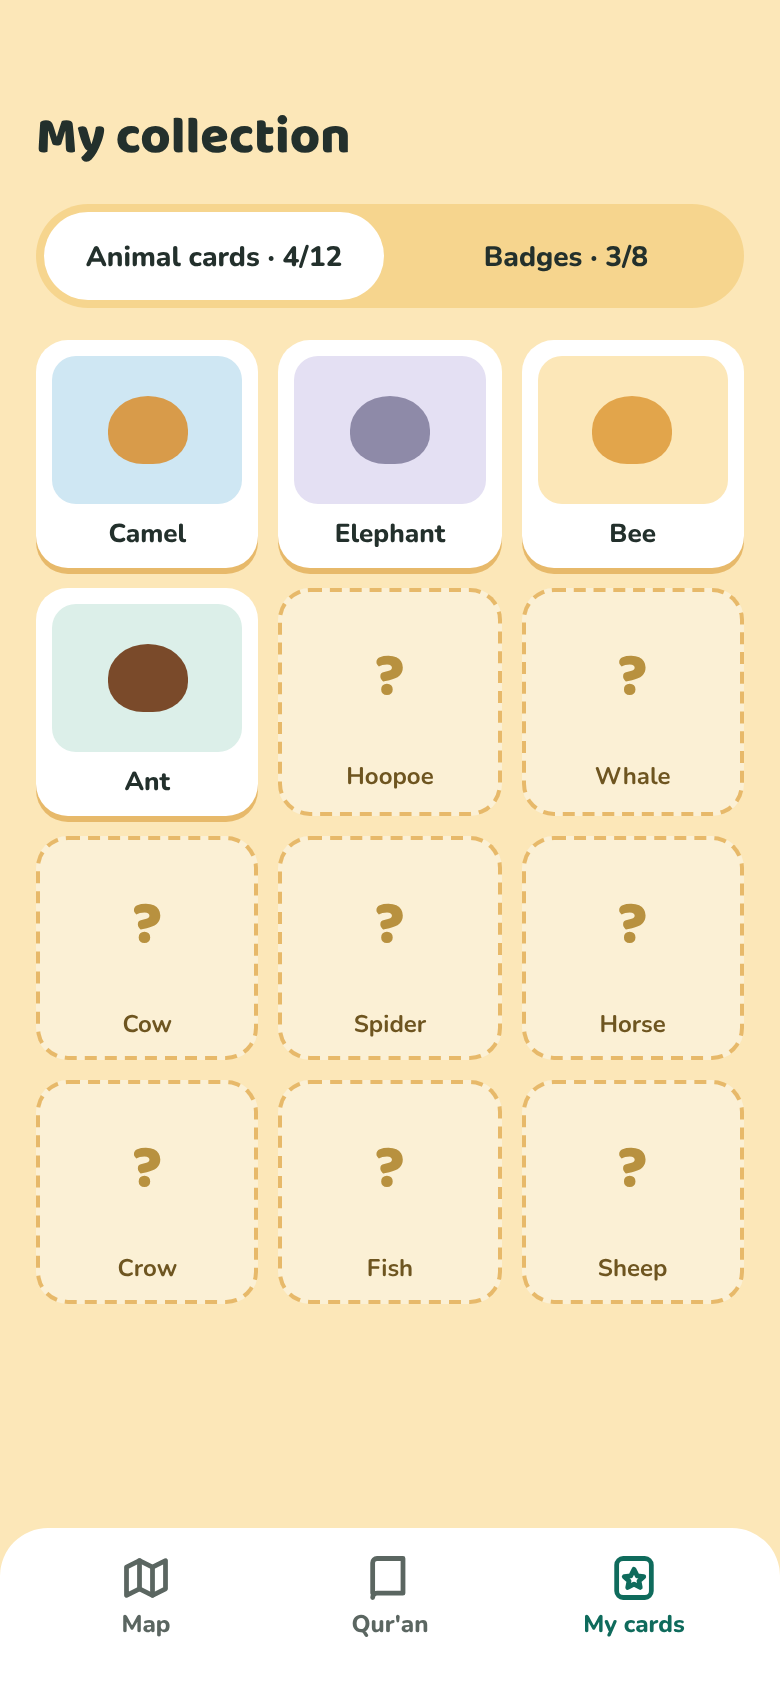 My collection
Animal cards · 4/12
Badges · 3/8
Camel
Elephant
Bee
Ant
?
Hoopoe
?
Whale
?
Cow
?
Spider
?
Horse
?
Crow
?
Fish
?
Sheep
Map
Qur'an
My cards